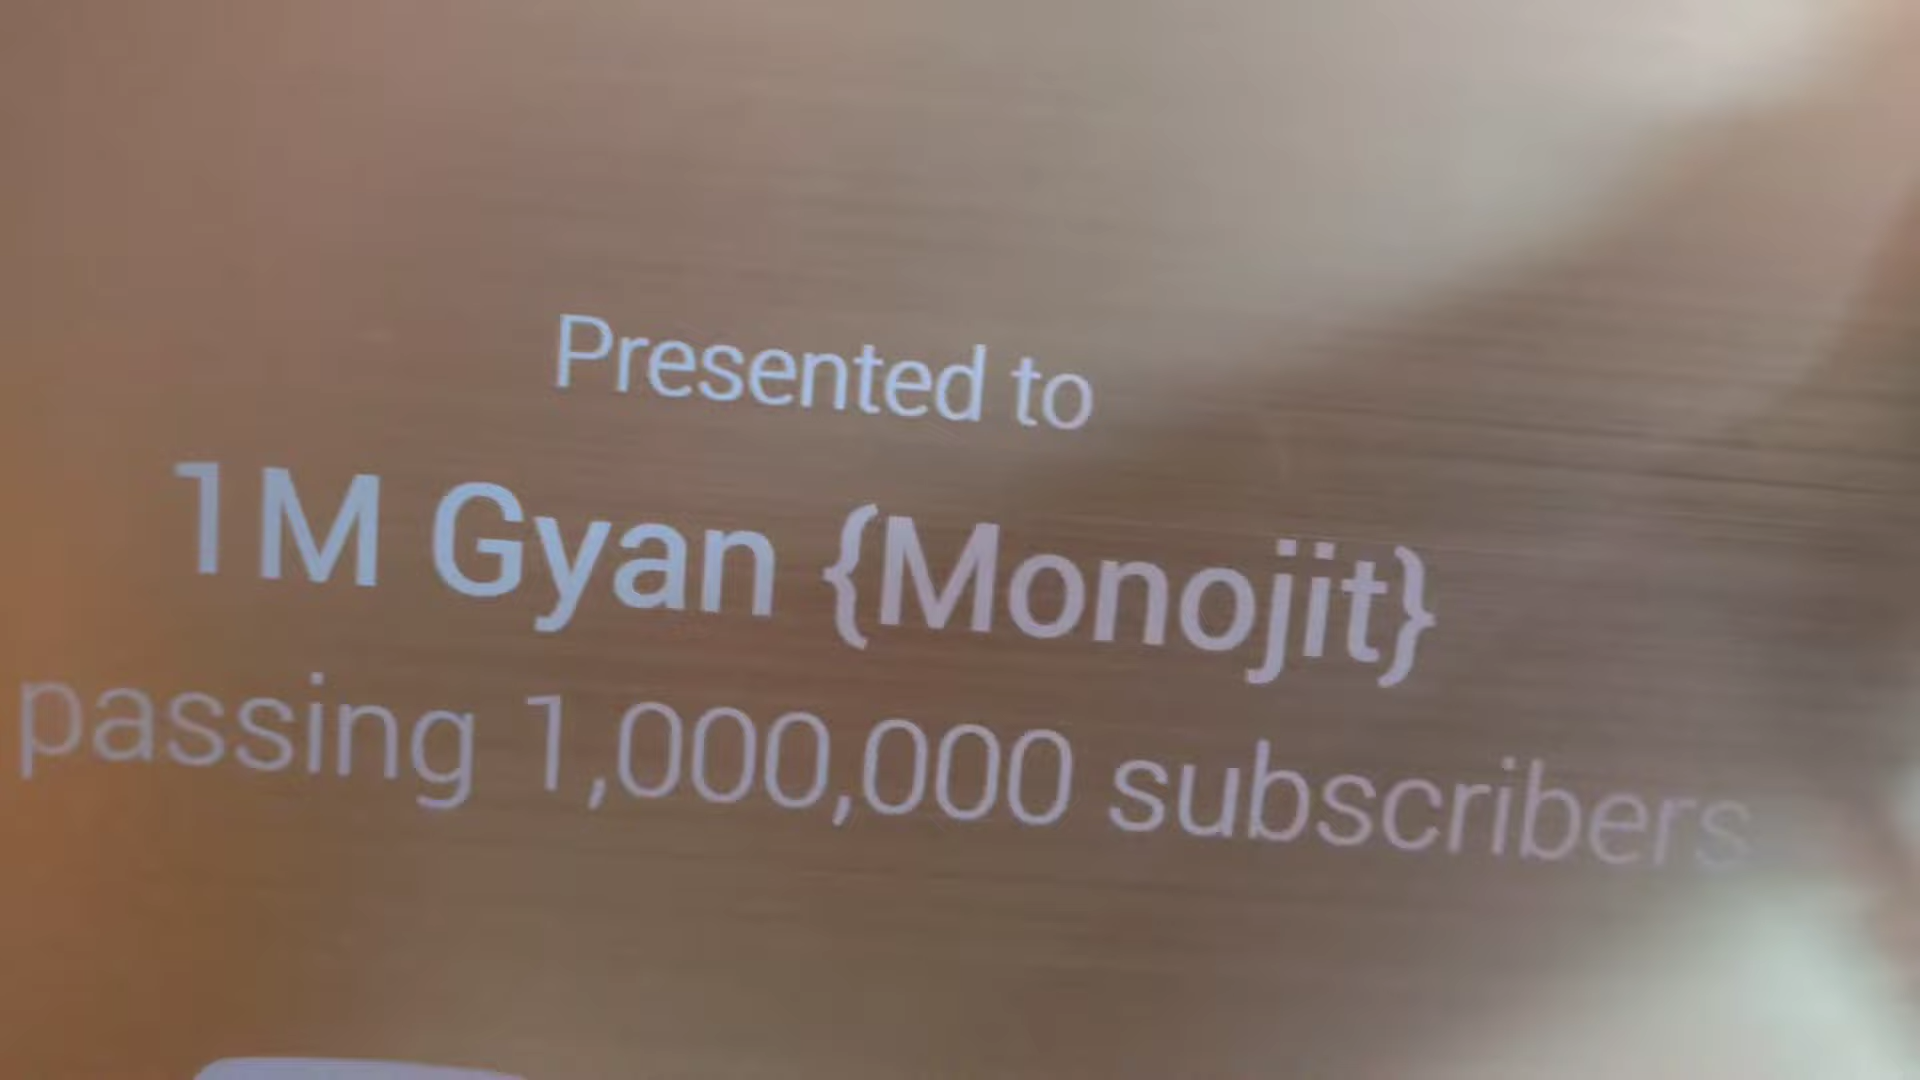 Presented to
1M Gyan {Monojit}
passing 1,000,000 subscribers